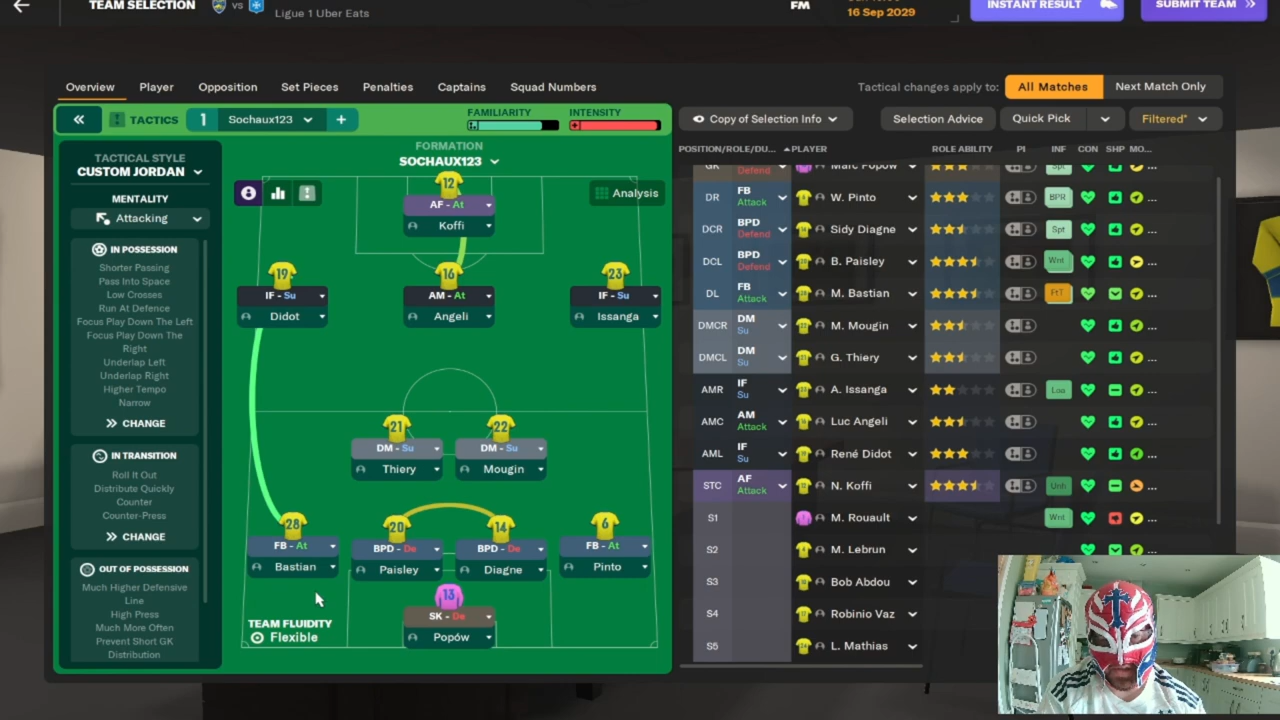 TEAM SELECTION
vs
Ligue 1 Uber Eats
FM
16 Sep 2029
INSTANT RESULT
SUBMIT TEAM
Overview
Player
Opposition
Set Pieces
Penalties
Captains
Squad Numbers
Tactical changes apply to:
All Matches
Next Match Only
TACTICS
1
Sochaux123
+
FAMILIARITY
INTENSITY
Copy of Selection Info
Selection Advice
Quick Pick
Filtered*
TACTICAL STYLE
CUSTOM JORDAN
MENTALITY
Attacking
IN POSSESSION
Shorter Passing
Pass Into Space
Low Crosses
Run At Defence
Focus Play Down The Left
Focus Play Down The
Right
Underlap Left
Underlap Right
Higher Tempo
Narrow
CHANGE
IN TRANSITION
Roll It Out
Distribute Quickly
Counter
Counter-Press
CHANGE
OUT OF POSSESSION
Much Higher Defensive
Line
High Press
Much More Often
Prevent Short GK
Distribution
FORMATION
SOCHAUX123
Analysis
12
AF - At
Koffi
19
IF - Su
Didot
16
AM - At
Angeli
23
IF - Su
Issanga
21
DM - Su
Thiery
22
DM - Su
Mougin
28
FB - At
Bastian
20
BPD - De
Paisley
14
BPD - De
Diagne
6
FB - At
Pinto
13
SK - De
Popów
TEAM FLUIDITY
Flexible
POSITION/ROLE/DU...
PLAYER
ROLE ABILITY
PI
INF
CON
SHP
MO...
GK
Defend
Marc Popów
Spt
...
DR
FB
Attack
W. Pinto
BPR
...
DCR
BPD
Defend
Sidy Diagne
Spt
...
DCL
BPD
Defend
B. Paisley
Wnt
...
DL
FB
Attack
M. Bastian
FtT
...
DMCR
DM
Su
M. Mougin
...
DMCL
DM
Su
G. Thiery
...
AMR
IF
Su
A. Issanga
Loa
...
AMC
AM
Attack
Luc Angeli
...
AML
IF
Su
René Didot
...
STC
AF
Attack
N. Koffi
Unh
...
S1
M. Rouault
Wnt
...
S2
M. Lebrun
...
S3
Bob Abdou
S4
Robinio Vaz
S5
L. Mathias